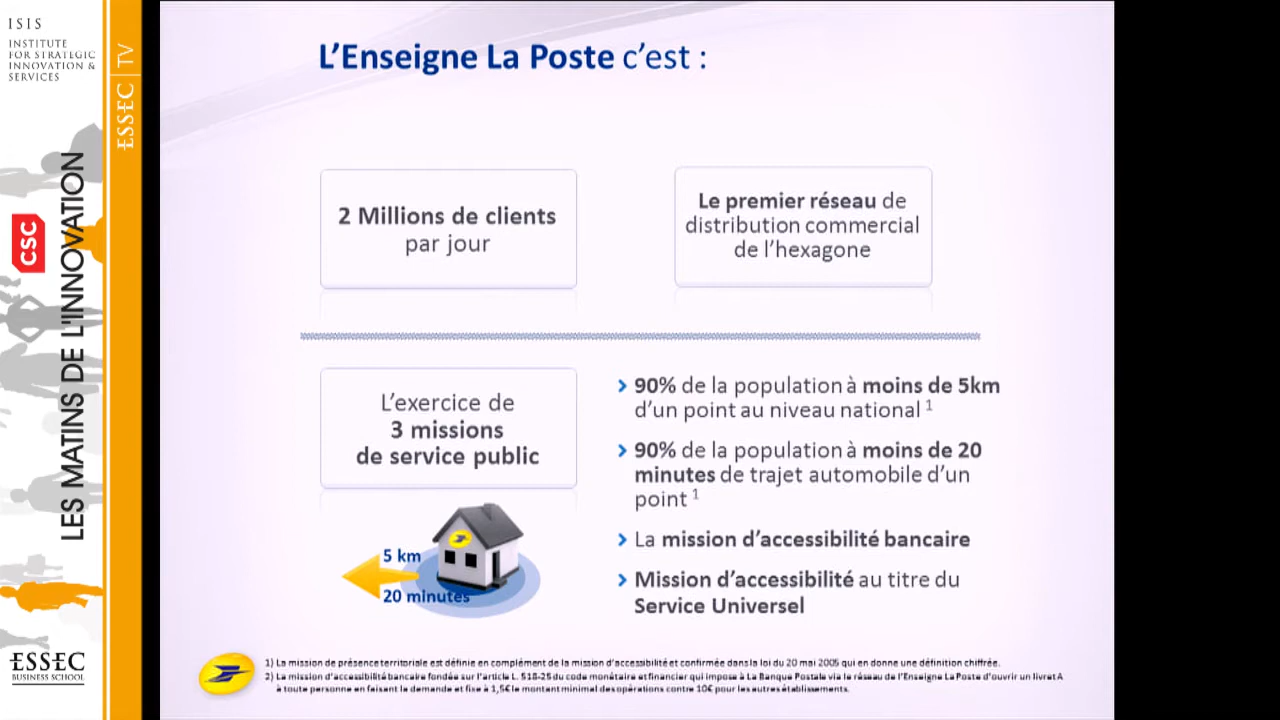 ISIS
INSTITUTE
FOR STRATEGIC
INNOVATION &
SERVICES
ESSEC | TV
CSC
LES MATINS DE L'INNOVATION
ESSEC
BUSINESS SCHOOL
L'Enseigne La Poste c'est :
2 Millions de clients
par jour
Le premier réseau de
distribution commercial
de l'hexagone
L'exercice de
3 missions
de service public
5 km
20 minutes
90% de la population à moins de 5km
d'un point au niveau national 1
90% de la population à moins de 20
minutes de trajet automobile d'un
point 1
La mission d'accessibilité bancaire
Mission d'accessibilité au titre du
Service Universel
1) La mission de présence territoriale est définie en complément de la mission d'accessibilité et confirmée dans la loi du 20 mai 2005 qui en donne une définition chiffrée.
2) La mission d'accessibilité bancaire fondée sur l'article L. 518-25 du code monétaire et financier qui impose à La Banque Postale via le réseau de l'Enseigne La Poste d'ouvrir un livret A
à toute personne en faisant la demande et fixe à 1,5€ le montant minimal des opérations contre 10€ pour les autres établissements.